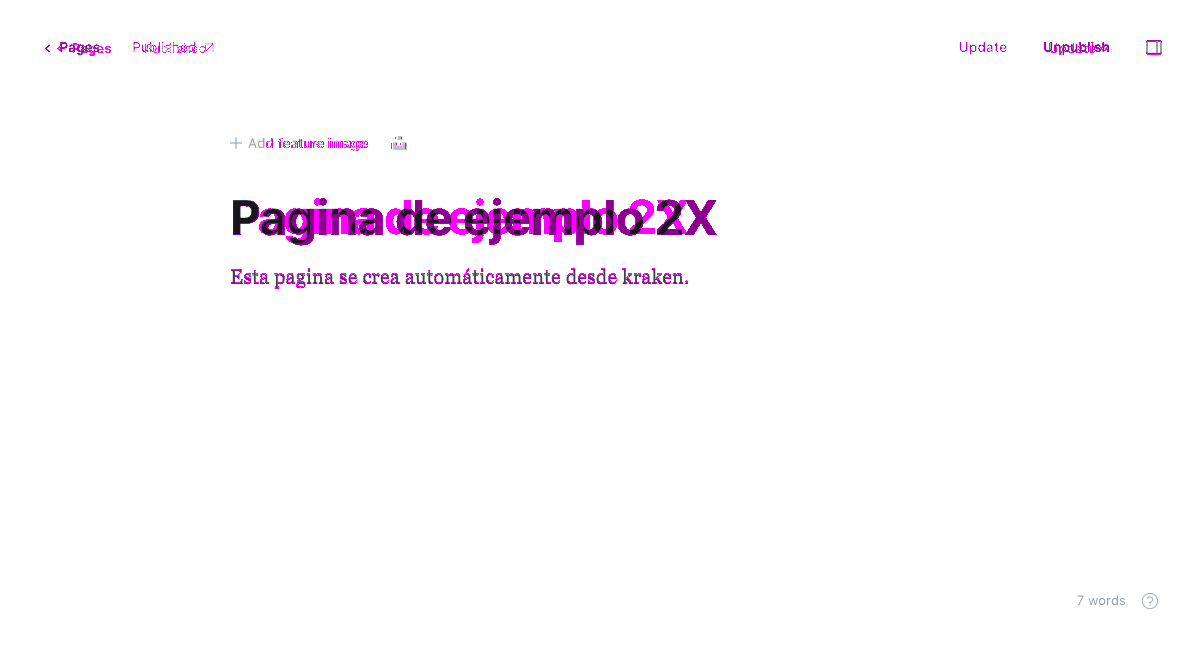 Pages Published Update Unpublish
Add feature image
Pagina de ejemplo 2X
Esta pagina se crea automáticamente desde kraken.
7 words